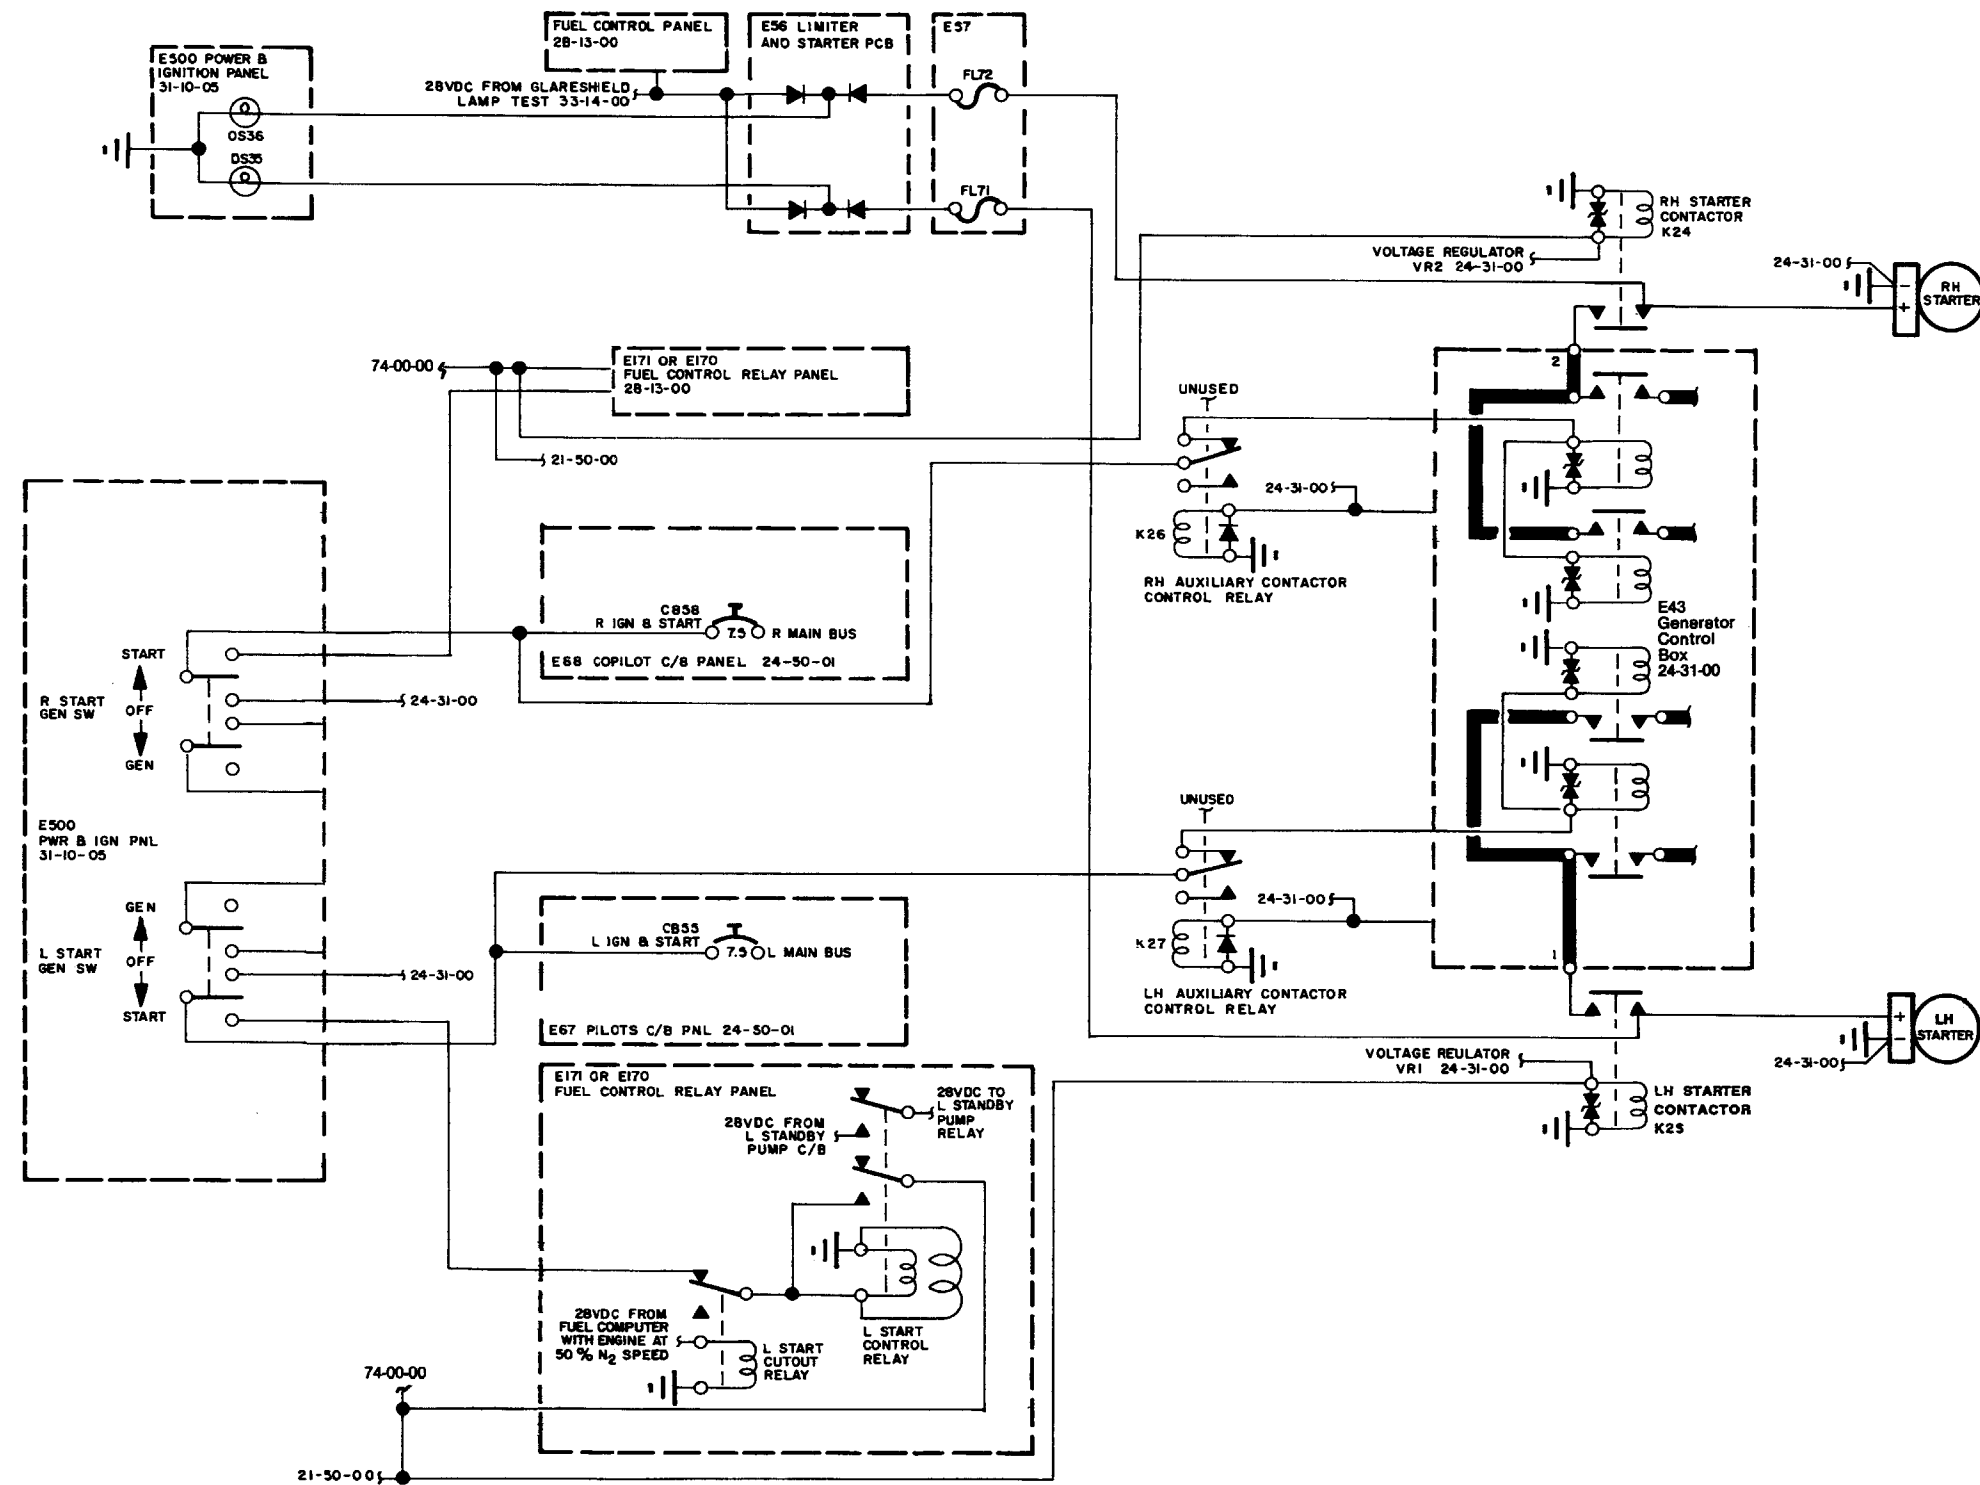 FUEL CONTROL PANEL
28-13-00
E56 LIMITER
AND STARTER PCB
E57
E500 POWER &
IGNITION PANEL
31-10-05
28VDC FROM GLARESHIELD
LAMP TEST 33-14-00
FL72
OS36
DS35
FL71
RH STARTER
CONTACTOR
K24
VOLTAGE REGULATOR
VR2 24-31-00
24-31-00
-
+
RH
STARTER
74-00-00
E171 OR E170
FUEL CONTROL RELAY PANEL
28-13-00
2
UNUSED
21-50-00
24-31-00
K26
RH AUXILIARY CONTACTOR
CONTROL RELAY
E43
Generator
Control
Box
24-31-00
CB58
R IGN & START
7.5
R MAIN BUS
E68 COPILOT C/B PANEL 24-50-01
START
R START
GEN SW
OFF
GEN
24-31-00
E500
PWR & IGN PNL
31-10-05
UNUSED
GEN
L START
GEN SW
OFF
START
24-31-00
CB55
L IGN & START
7.5
L MAIN BUS
E67 PILOTS C/B PNL 24-50-01
24-31-00
K27
LH AUXILIARY CONTACTOR
CONTROL RELAY
1
+
-
LH
STARTER
24-31-00
VOLTAGE REULATOR
VR1 24-31-00
LH STARTER
CONTACTOR
K25
E171 OR E170
FUEL CONTROL RELAY PANEL
28VDC TO
L STANDBY
PUMP
RELAY
28VDC FROM
L STANDBY
PUMP C/B
28VDC FROM
FUEL COMPUTER
WITH ENGINE AT
50% N2 SPEED
L START
CUTOUT
RELAY
L START
CONTROL
RELAY
74-00-00
21-50-00